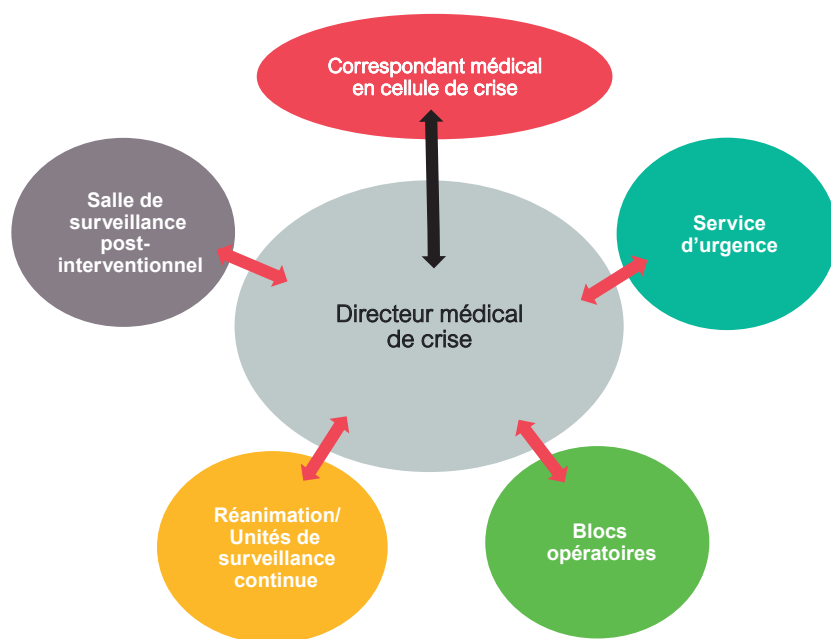 Correspondant médical
en cellule de crise
Salle de
surveillance
post-
interventionnel
Service
d’urgence
Directeur médical
de crise
Réanimation/
Unités de
surveillance
continue
Blocs
opératoires